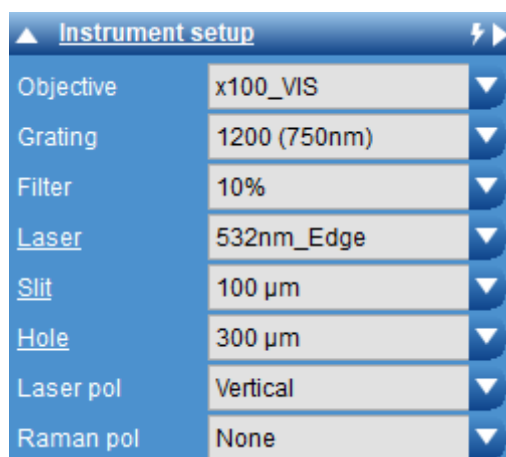 Instrument setup
Objective x100_VIS
Grating 1200 (750nm)
Filter 10%
Laser 532nm_Edge
Slit 100 µm
Hole 300 µm
Laser pol Vertical
Raman pol None